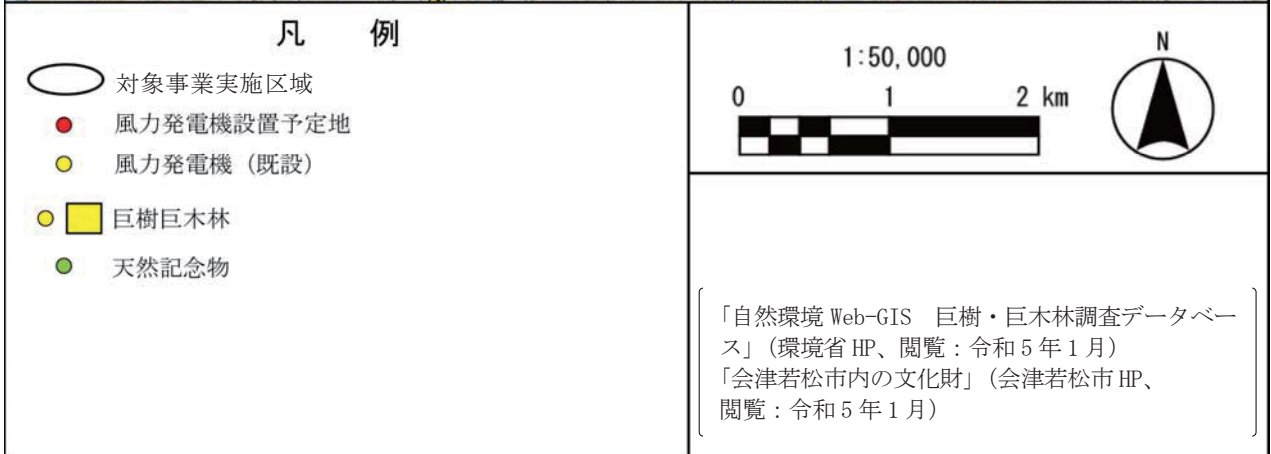 凡 例
対象事業実施区域
風力発電機設置予定地
風力発電機（既設）
巨樹巨木林
天然記念物
1:50,000
0 1 2 km
N
「自然環境 Web-GIS 巨樹・巨木林調査データベー
ス」（環境省 HP、閲覧：令和 5 年 1 月）
「会津若松市内の文化財」（会津若松市 HP、
閲覧：令和 5 年 1 月）